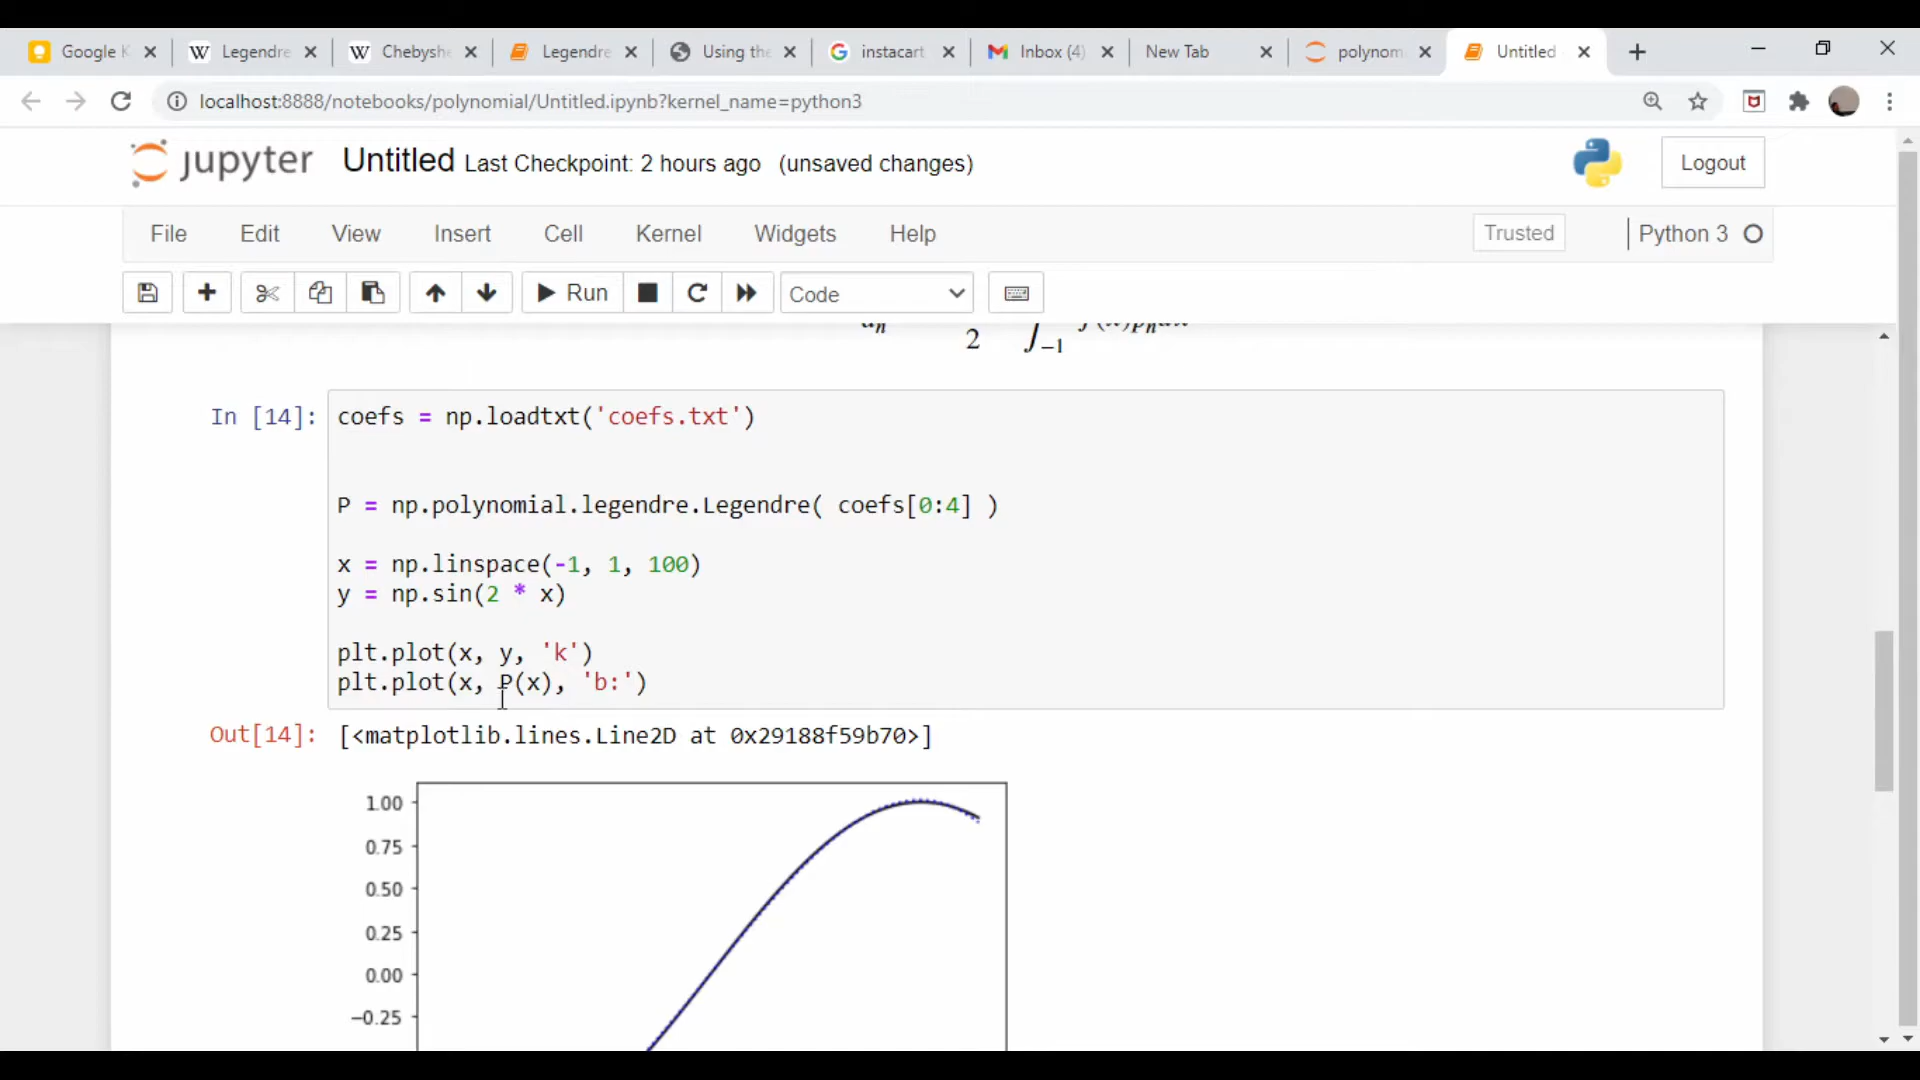 Google K
Legendre
Chebyshe
Legendre
Using the
instacart
Inbox (4)
New Tab
polynom
Untitled
localhost:8888/notebooks/polynomial/Untitled.ipynb?kernel_name=python3
jupyter Untitled Last Checkpoint: 2 hours ago (unsaved changes)
Logout
File Edit View Insert Cell Kernel Widgets Help
Trusted
Python 3
Run
Code
2 ∫−1
In [14]: coefs = np.loadtxt('coefs.txt')
P = np.polynomial.legendre.Legendre( coefs[0:4] )
x = np.linspace(-1, 1, 100)
y = np.sin(2 * x)
plt.plot(x, y, 'k')
plt.plot(x, P(x), 'b:')
Out[14]: [<matplotlib.lines.Line2D at 0x29188f59b70>]
1.00
0.75
0.50
0.25
0.00
−0.25